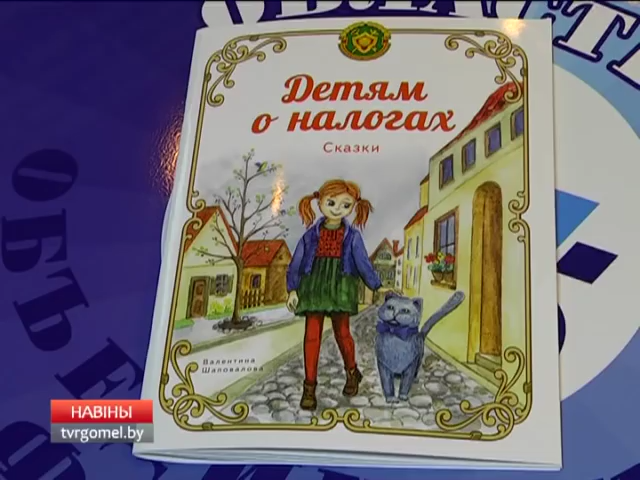 Детям
о налогах
Сказки
Валентина
Шаповалова
НАВІНЫ
tvrgomel.by